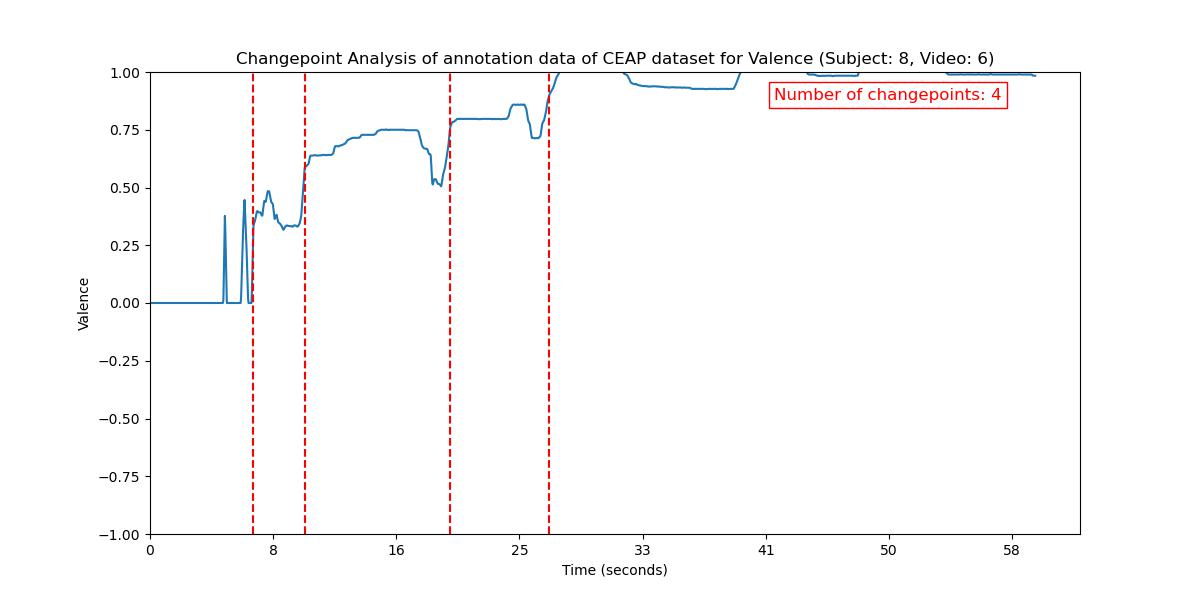 Changepoint Analysis of annotation data of CEAP dataset for Valence (Subject: 8, Video: 6)
1.00
Number of changepoints: 4
0.75
0.50
0.25
0.00
−0.25
−0.50
−0.75
−1.00
Valence
0 8 16 25 33 41 50 58
Time (seconds)